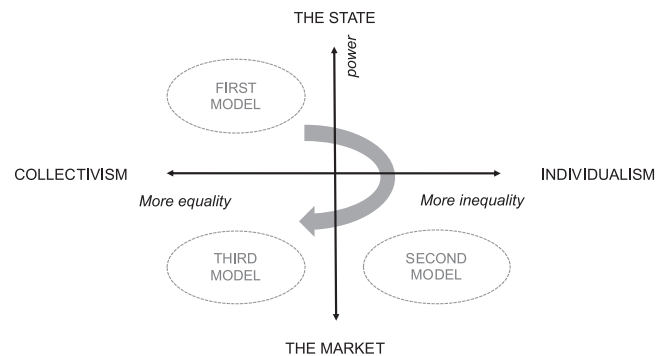 THE STATE
power
FIRST
MODEL
COLLECTIVISM
INDIVIDUALISM
More equality
More inequality
THIRD
MODEL
SECOND
MODEL
THE MARKET